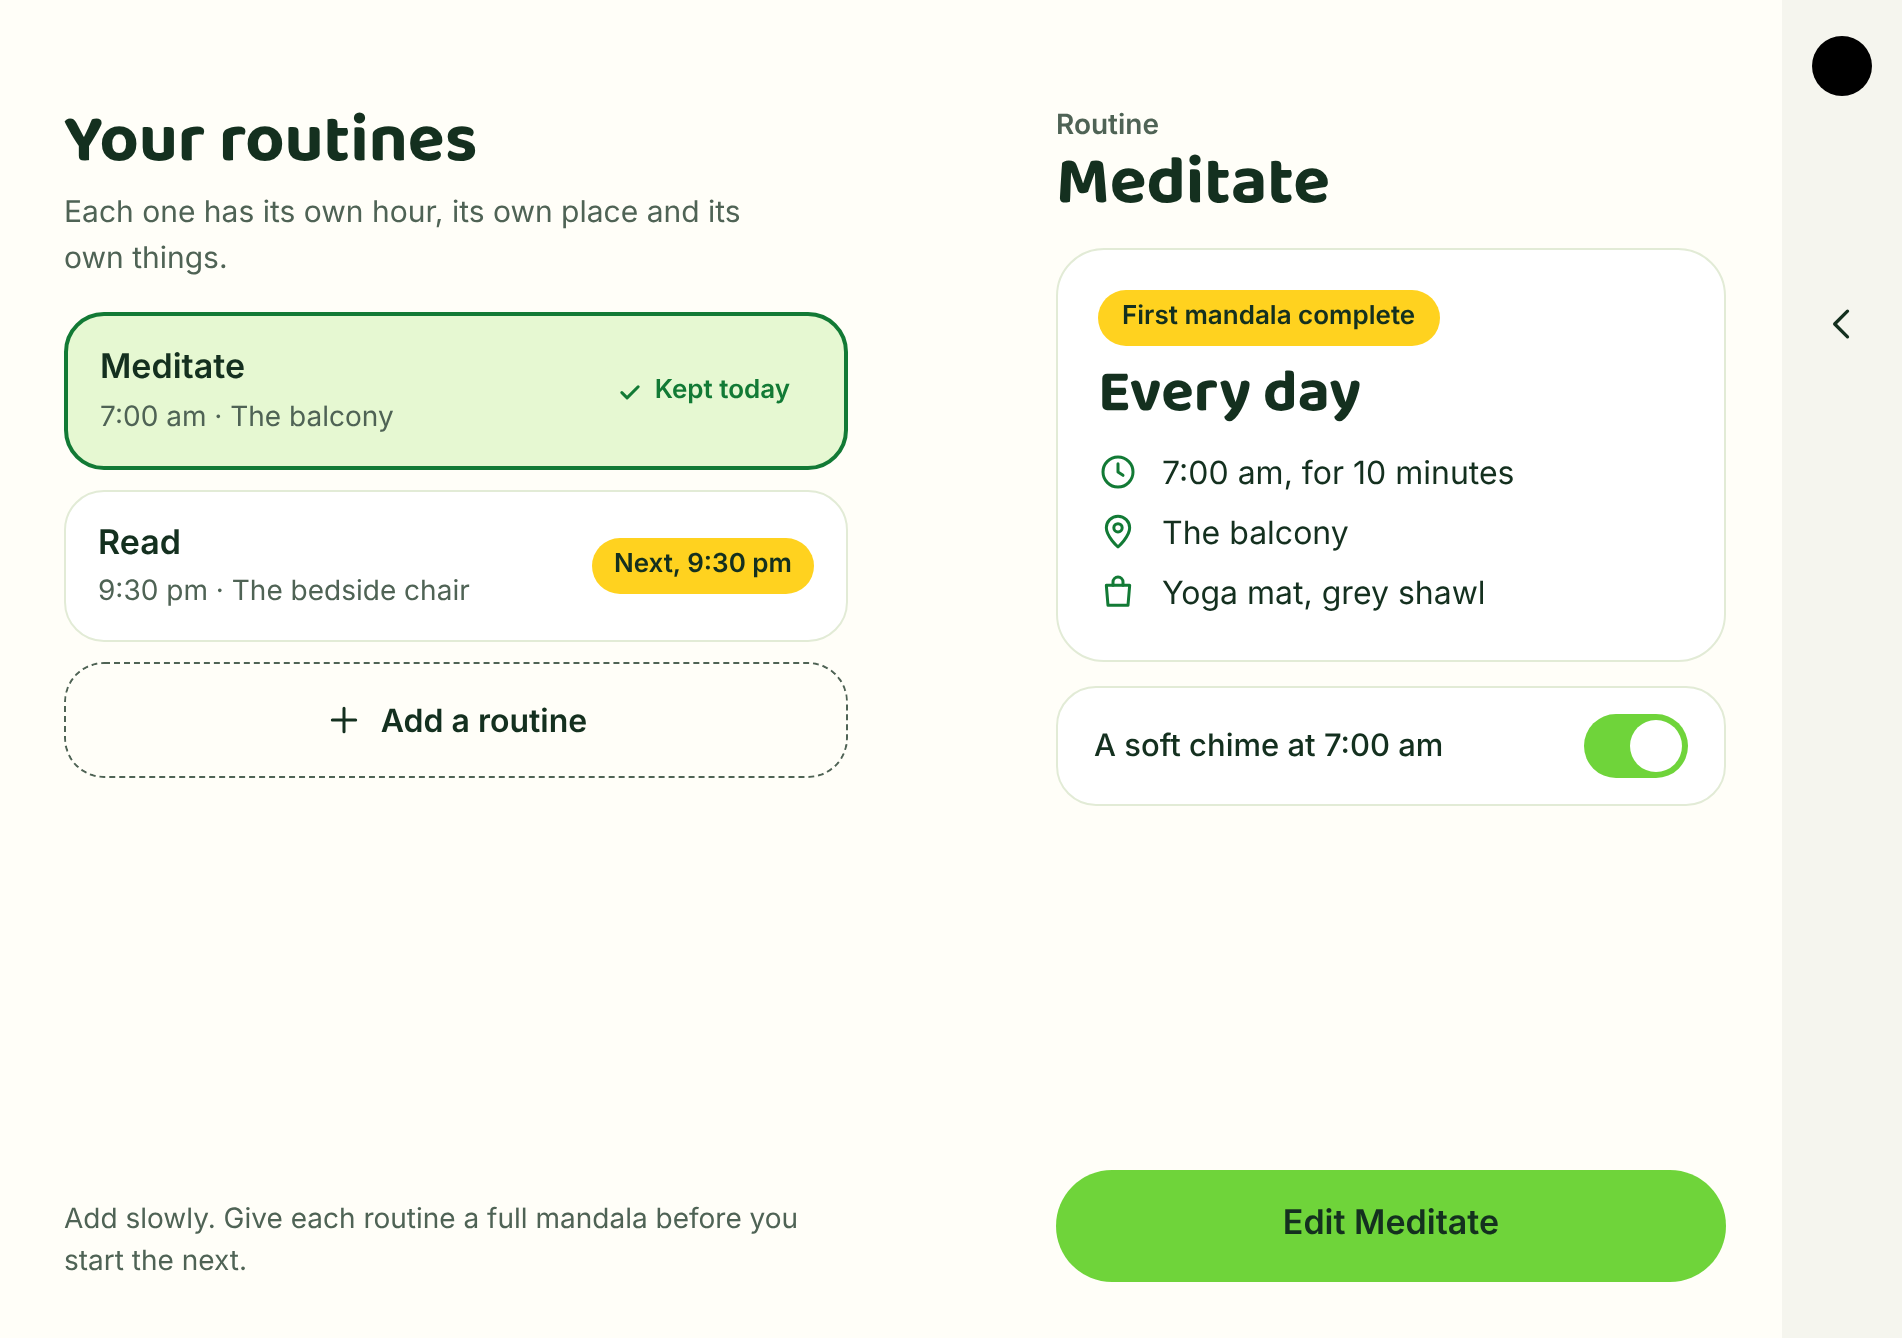 Your routines
Each one has its own hour, its own place and its
own things.
Meditate
7:00 am · The balcony
Kept today
Read
9:30 pm · The bedside chair
Next, 9:30 pm
Add a routine
Add slowly. Give each routine a full mandala before you
start the next.
Routine
Meditate
First mandala complete
Every day
7:00 am, for 10 minutes
The balcony
Yoga mat, grey shawl
A soft chime at 7:00 am
Edit Meditate